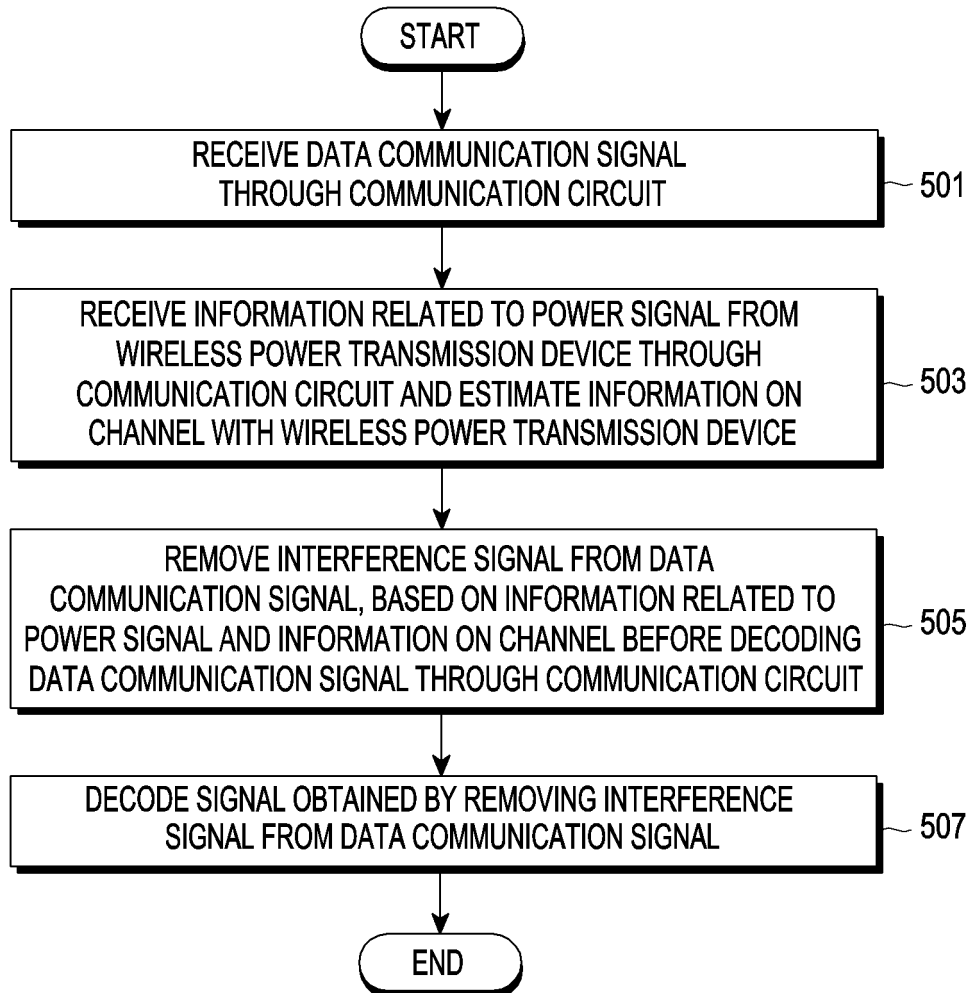 START
RECEIVE DATA COMMUNICATION SIGNAL
THROUGH COMMUNICATION CIRCUIT
501
RECEIVE INFORMATION RELATED TO POWER SIGNAL FROM
WIRELESS POWER TRANSMISSION DEVICE THROUGH
COMMUNICATION CIRCUIT AND ESTIMATE INFORMATION ON
CHANNEL WITH WIRELESS POWER TRANSMISSION DEVICE
503
REMOVE INTERFERENCE SIGNAL FROM DATA
COMMUNICATION SIGNAL, BASED ON INFORMATION RELATED TO
POWER SIGNAL AND INFORMATION ON CHANNEL BEFORE DECODING
DATA COMMUNICATION SIGNAL THROUGH COMMUNICATION CIRCUIT
505
DECODE SIGNAL OBTAINED BY REMOVING INTERFERENCE
SIGNAL FROM DATA COMMUNICATION SIGNAL
507
END